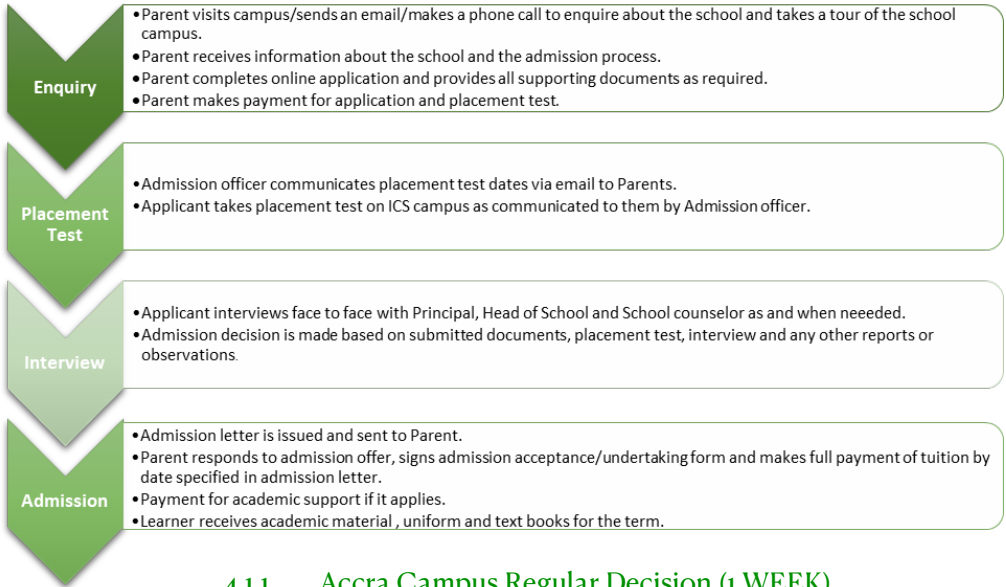 Enquiry
•Parent visits campus/sends an email/makes a phone call to enquire about the school and takes a tour of the school
campus.
•Parent receives information about the school and the admission process.
•Parent completes online application and provides all supporting documents as required.
•Parent makes payment for application and placement test.
Placement
Test
•Admission officer communicates placement test dates via email to Parents.
•Applicant takes placement test on ICS campus as communicated to them by Admission officer.
Interview
•Applicant interviews face to face with Principal, Head of School and School counselor as and when neeeded.
•Admission decision is made based on submitted documents, placement test, interview and any other reports or
observations.
Admission
•Admission letter is issued and sent to Parent.
•Parent responds to admission offer, signs admission acceptance/undertaking form and makes full payment of tuition by
date specified in admission letter.
•Payment for academic support if it applies.
•Learner receives academic material , uniform and text books for the term.
4.1.1 Accra Campus Regular Decision (1 WEEK)